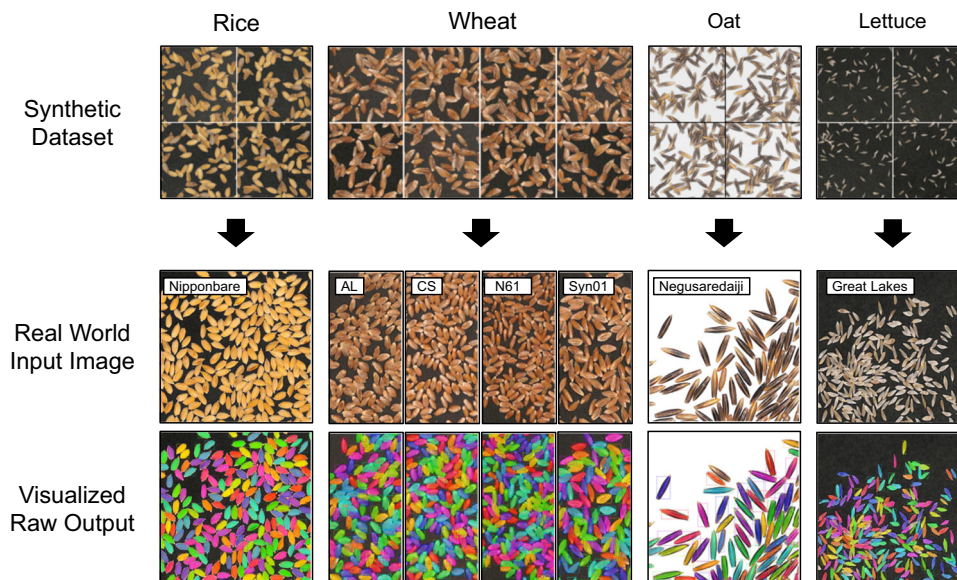 Rice
Wheat
Oat
Lettuce
Synthetic
Dataset
Nipponbare
AL
CS
N61
Syn01
Negusaredaiji
Great Lakes
Real World
Input Image
Visualized
Raw Output